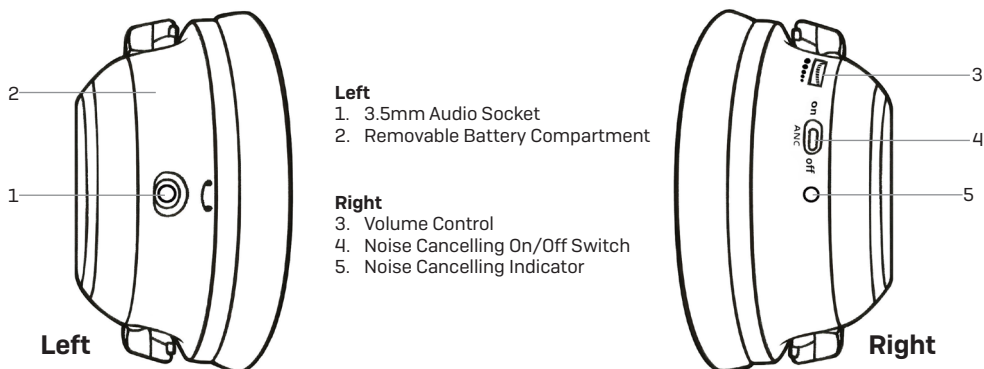 2
1
Left
Left
1. 3.5mm Audio Socket
2. Removable Battery Compartment
Right
3. Volume Control
4. Noise Cancelling On/Off Switch
5. Noise Cancelling Indicator
on
ANC
off
3
4
5
Right